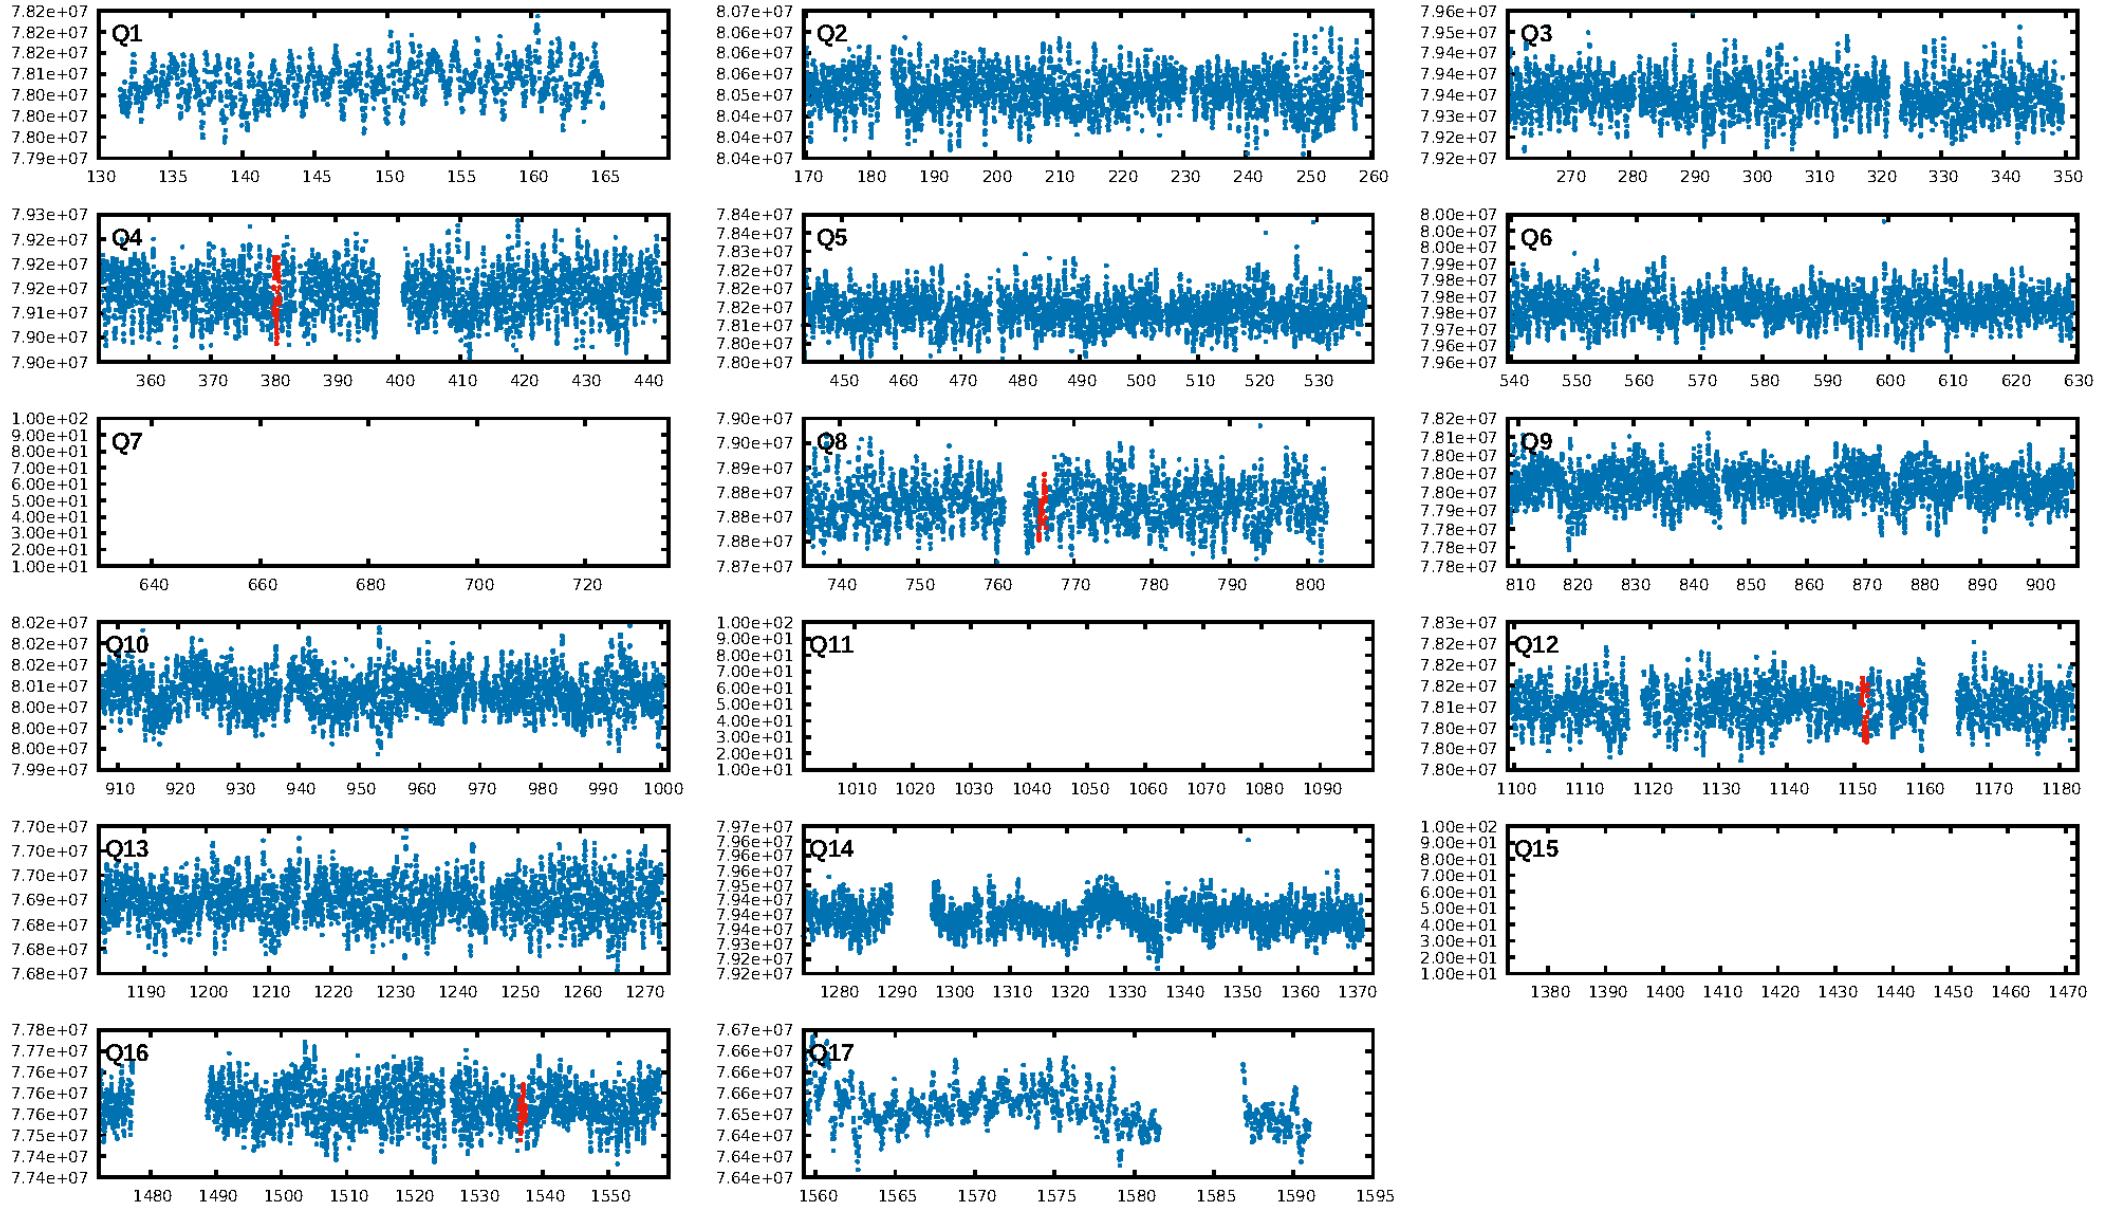 Q1
7.82e+07
7.82e+07
7.82e+07
7.81e+07
7.80e+07
7.80e+07
7.80e+07
7.79e+07
130 135 140 145 150 155 160 165
Q2
8.07e+07
8.06e+07
8.06e+07
8.06e+07
8.05e+07
8.04e+07
8.04e+07
8.04e+07
170 180 190 200 210 220 230 240 250 260
Q3
7.96e+07
7.95e+07
7.94e+07
7.94e+07
7.94e+07
7.93e+07
7.92e+07
7.92e+07
270 280 290 300 310 320 330 340 350
Q4
7.93e+07
7.92e+07
7.92e+07
7.92e+07
7.91e+07
7.90e+07
7.90e+07
360 370 380 390 400 410 420 430 440
Q5
7.84e+07
7.84e+07
7.83e+07
7.82e+07
7.82e+07
7.82e+07
7.81e+07
7.80e+07
7.80e+07
450 460 470 480 490 500 510 520 530
Q6
8.00e+07
8.00e+07
8.00e+07
7.99e+07
7.98e+07
7.98e+07
7.98e+07
7.97e+07
7.96e+07
7.96e+07
540 550 560 570 580 590 600 610 620 630
Q7
1.00e+02
9.00e+01
8.00e+01
7.00e+01
6.00e+01
5.00e+01
4.00e+01
3.00e+01
2.00e+01
1.00e+01
640 660 680 700 720
Q8
7.90e+07
7.90e+07
7.89e+07
7.88e+07
7.88e+07
7.88e+07
7.87e+07
740 750 760 770 780 790 800
Q9
7.82e+07
7.81e+07
7.80e+07
7.80e+07
7.80e+07
7.79e+07
7.78e+07
7.78e+07
7.78e+07
810 820 830 840 850 860 870 880 890 900
Q10
8.02e+07
8.02e+07
8.02e+07
8.01e+07
8.00e+07
8.00e+07
8.00e+07
7.99e+07
910 920 930 940 950 960 970 980 990 1000
Q11
1.00e+02
9.00e+01
8.00e+01
7.00e+01
6.00e+01
5.00e+01
4.00e+01
3.00e+01
2.00e+01
1.00e+01
1010 1020 1030 1040 1050 1060 1070 1080 1090
Q12
7.83e+07
7.82e+07
7.82e+07
7.82e+07
7.81e+07
7.80e+07
7.80e+07
7.80e+07
1100 1110 1120 1130 1140 1150 1160 1170 1180
Q13
7.70e+07
7.70e+07
7.70e+07
7.69e+07
7.68e+07
7.68e+07
7.68e+07
1190 1200 1210 1220 1230 1240 1250 1260 1270
Q14
7.97e+07
7.96e+07
7.96e+07
7.96e+07
7.95e+07
7.94e+07
7.94e+07
7.94e+07
7.93e+07
7.92e+07
7.92e+07
1280 1290 1300 1310 1320 1330 1340 1350 1360 1370
Q15
1.00e+02
9.00e+01
8.00e+01
7.00e+01
6.00e+01
5.00e+01
4.00e+01
3.00e+01
2.00e+01
1.00e+01
1380 1390 1400 1410 1420 1430 1440 1450 1460 1470
Q16
7.78e+07
7.77e+07
7.76e+07
7.76e+07
7.76e+07
7.75e+07
7.74e+07
7.74e+07
1480 1490 1500 1510 1520 1530 1540 1550
Q17
7.67e+07
7.66e+07
7.66e+07
7.66e+07
7.65e+07
7.64e+07
7.64e+07
7.64e+07
1560 1565 1570 1575 1580 1585 1590 1595